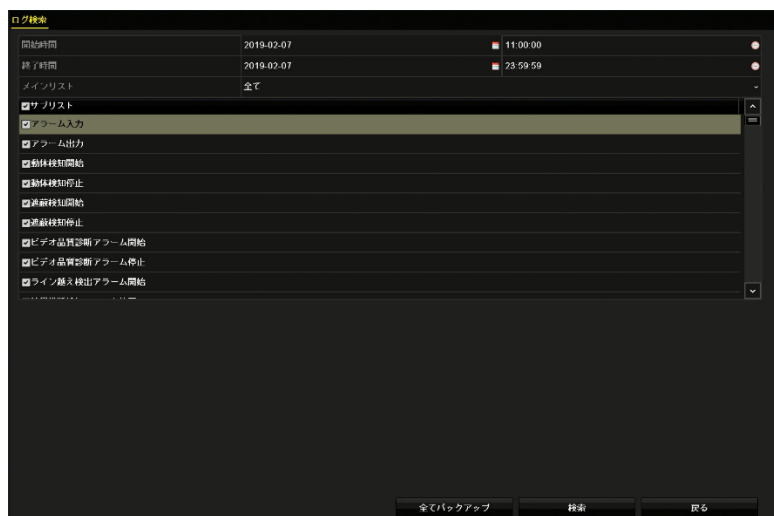 ログ検索
開始時間 2019-02-07 11:00:00
終了時間 2019-02-07 23:59:59
メインリスト 全て
サブリスト
アラーム入力
アラーム出力
動体検知開始
動体検知停止
遮蔽検知開始
遮蔽検知停止
ビデオ品質診断アラーム開始
ビデオ品質診断アラーム停止
ライン越え検出アラーム開始
全てバックアップ 検索 戻る